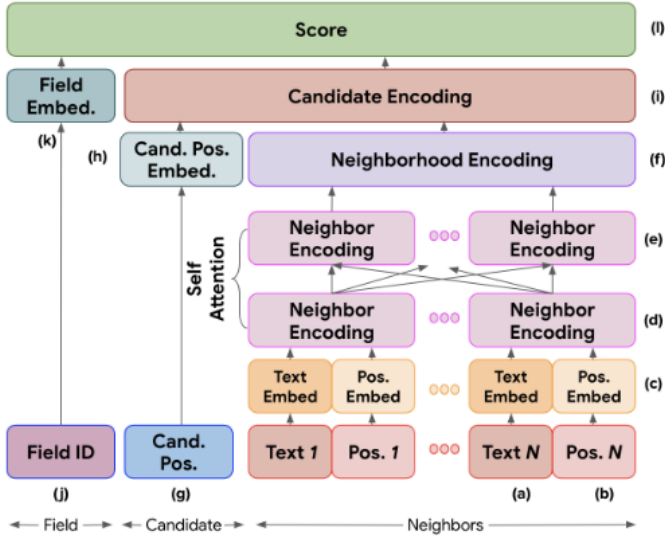 Score
(l)
Field
Embed.
Candidate Encoding
(i)
(k)
(h)
Cand. Pos.
Embed.
Neighborhood Encoding
(f)
Neighbor
Encoding
Neighbor
Encoding
(e)
Self
Attention
Neighbor
Encoding
Neighbor
Encoding
(d)
Text
Embed
Pos.
Embed
Text
Embed
Pos.
Embed
(c)
Field ID
Cand.
Pos.
Text 1
Pos. 1
Text N
Pos. N
(j)
(g)
(a)
(b)
Field
Candidate
Neighbors